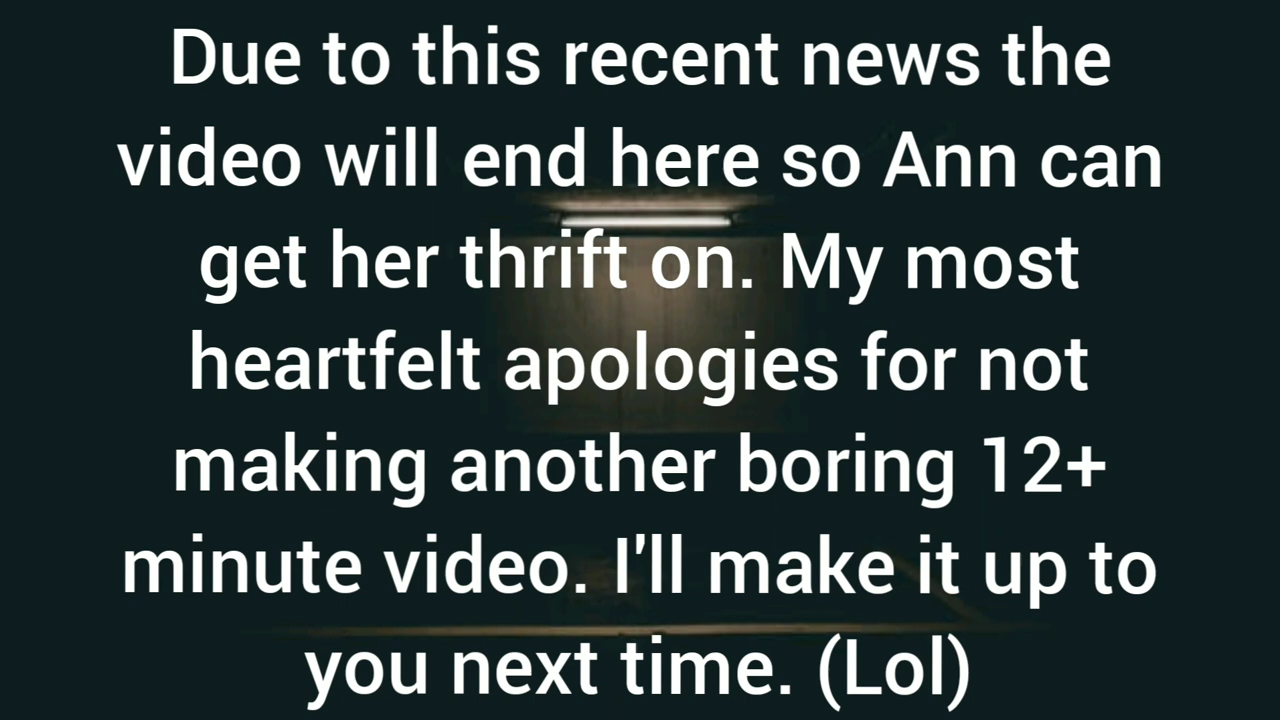 Due to this recent news the
video will end here so Ann can
get her thrift on. My most
heartfelt apologies for not
making another boring 12+
minute video. I'll make it up to
you next time. (Lol)